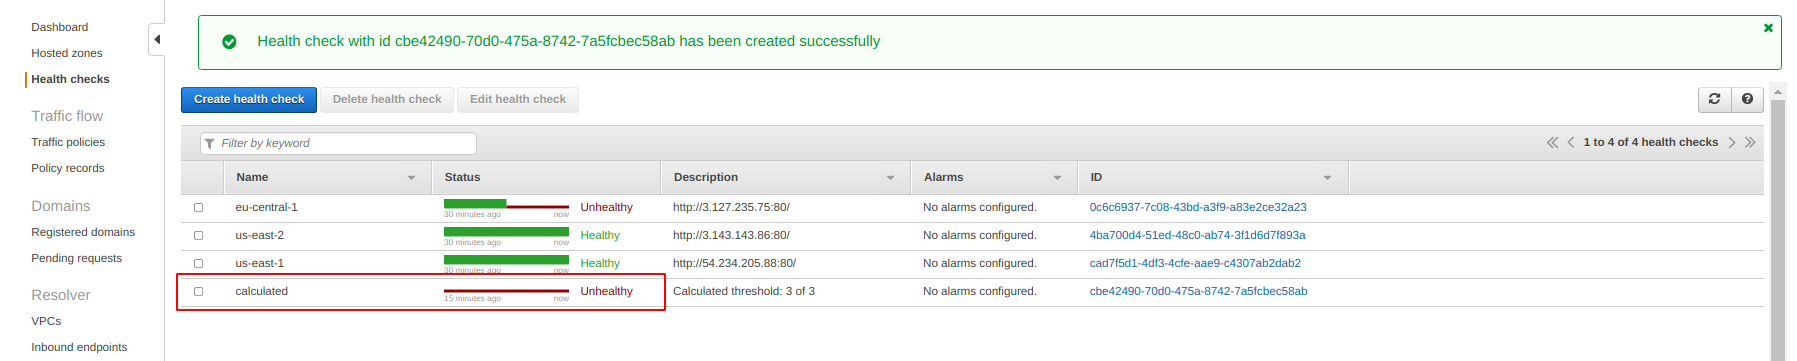 Dashboard
Hosted zones
Health checks
Traffic flow
Traffic policies
Policy records
Domains
Registered domains
Pending requests
Resolver
VPCs
Inbound endpoints
Health check with id cbe42490-70d0-475a-8742-7a5fcbec58ab has been created successfully
Create health check Delete health check Edit health check
Filter by keyword 1 to 4 of 4 health checks
Name Status Description Alarms ID
eu-central-1 Unhealthy http://3.127.235.75:80/ No alarms configured. 0c6c6937-7c08-43bd-a3f9-a83e2ce32a23
30 minutes ago now
us-east-2 Healthy http://3.143.143.86:80/ No alarms configured. 4ba700d4-51ed-48c0-ab74-3f1d6d7f893a
30 minutes ago now
us-east-1 Healthy http://54.234.205.88:80/ No alarms configured. cad7f5d1-4df3-4cfe-aae9-c4307ab2dab2
30 minutes ago now
calculated Unhealthy Calculated threshold: 3 of 3 No alarms configured. cbe42490-70d0-475a-8742-7a5fcbec58ab
15 minutes ago now